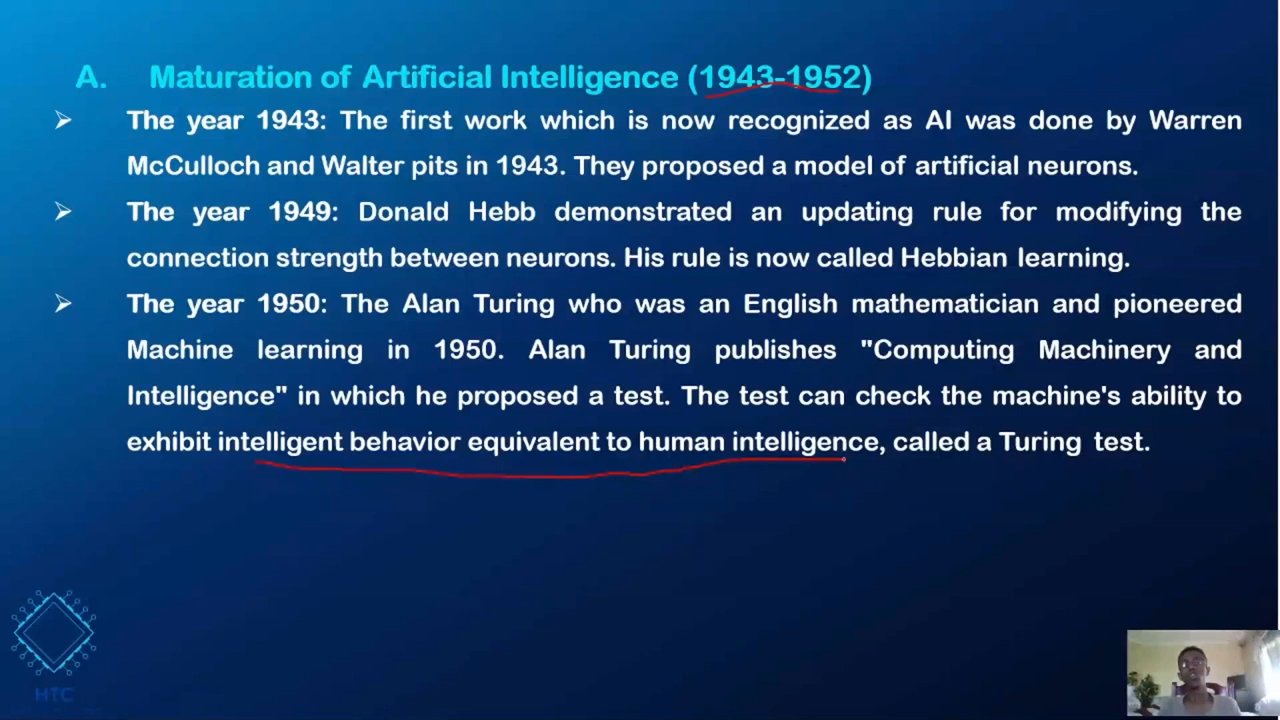 A. Maturation of Artificial Intelligence (1943-1952)
The year 1943: The first work which is now recognized as AI was done by Warren
McCulloch and Walter pits in 1943. They proposed a model of artificial neurons.
The year 1949: Donald Hebb demonstrated an updating rule for modifying the
connection strength between neurons. His rule is now called Hebbian learning.
The year 1950: The Alan Turing who was an English mathematician and pioneered
Machine learning in 1950. Alan Turing publishes "Computing Machinery and
Intelligence" in which he proposed a test. The test can check the machine's ability to
exhibit intelligent behavior equivalent to human intelligence, called a Turing test.
HTC